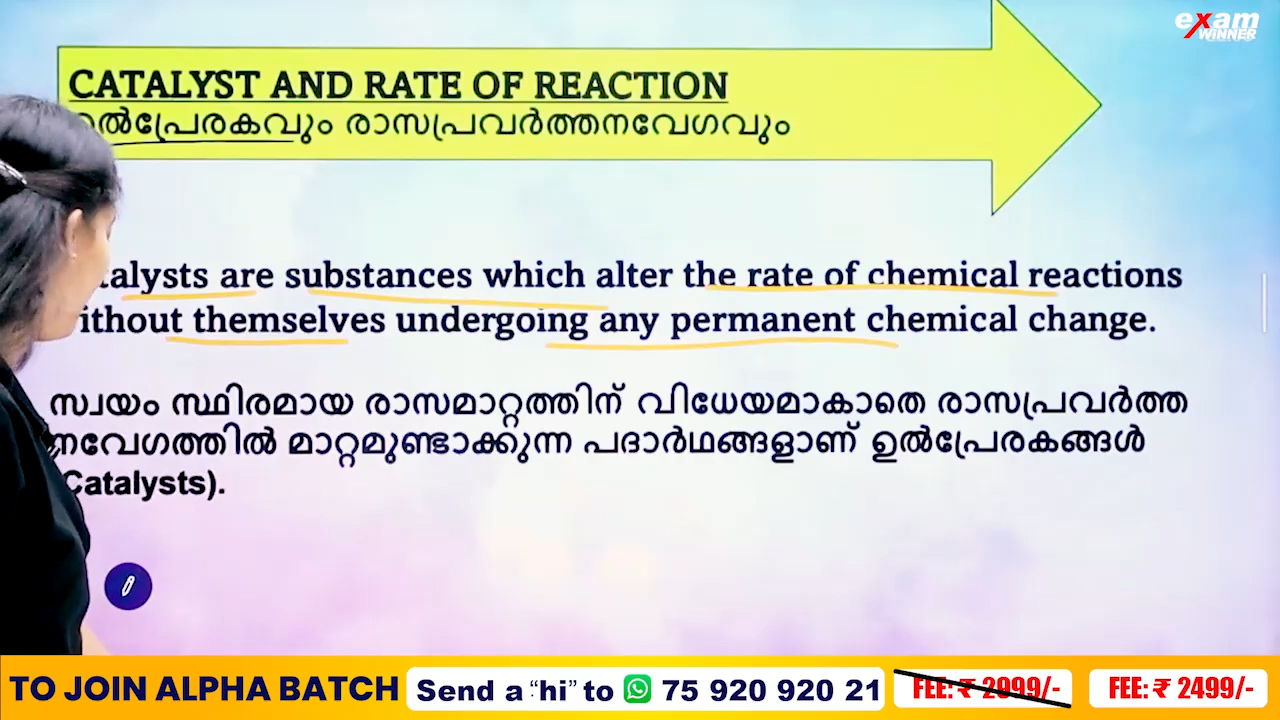 exam
WINNER
CATALYST AND RATE OF REACTION
ഉൽപ്രേരകവും രാസപ്രവർത്തനവേഗവും
Catalysts are substances which alter the rate of chemical reactions
without themselves undergoing any permanent chemical change.
സ്വയം സ്ഥിരമായ രാസമാറ്റത്തിന് വിധേയമാകാതെ രാസപ്രവർത്ത
നവേഗത്തിൽ മാറ്റമുണ്ടാക്കുന്ന പദാർഥങ്ങളാണ് ഉൽപ്രേരകങ്ങൾ
(Catalysts).
TO JOIN ALPHA BATCH Send a “hi” to 75 920 920 21 FEE: ₹ 2999/- FEE: ₹ 2499/-